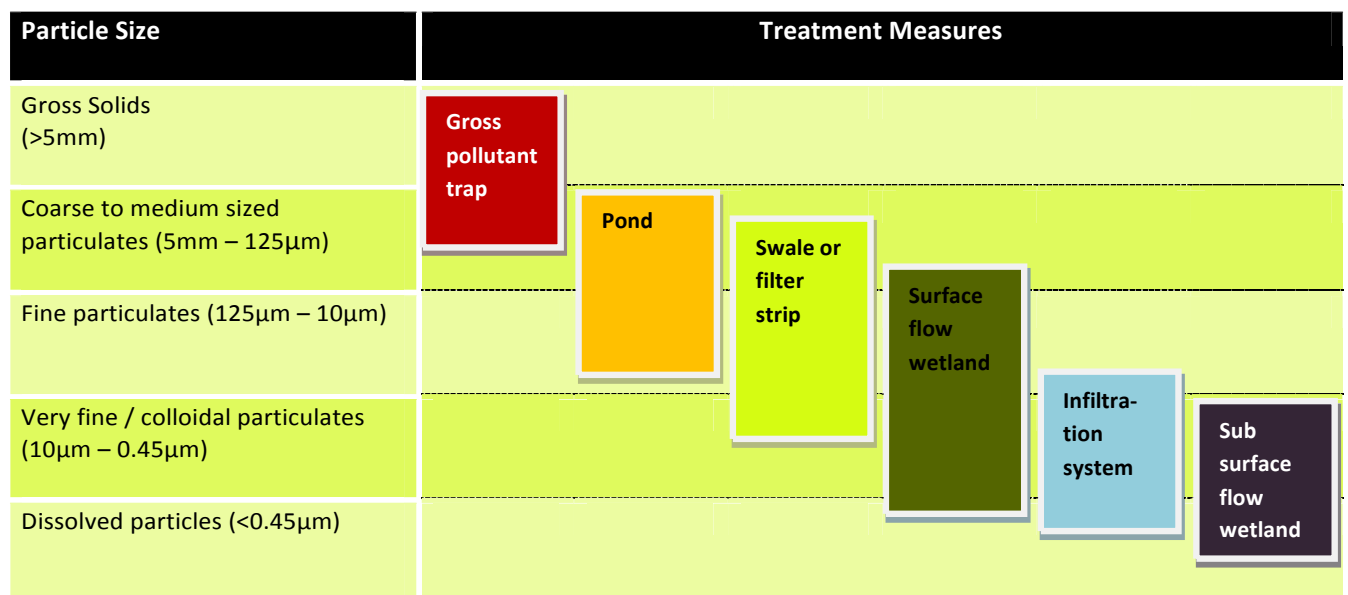 Particle Size
Treatment Measures
Gross Solids
(>5mm)
Gross
pollutant
trap
Coarse to medium sized
particulates (5mm – 125μm)
Pond
Swale or
filter
strip
Fine particulates (125μm – 10μm)
Surface
flow
wetland
Very fine / colloidal particulates
(10μm – 0.45μm)
Infiltra-
tion
system
Sub
surface
flow
wetland
Dissolved particles (<0.45μm)